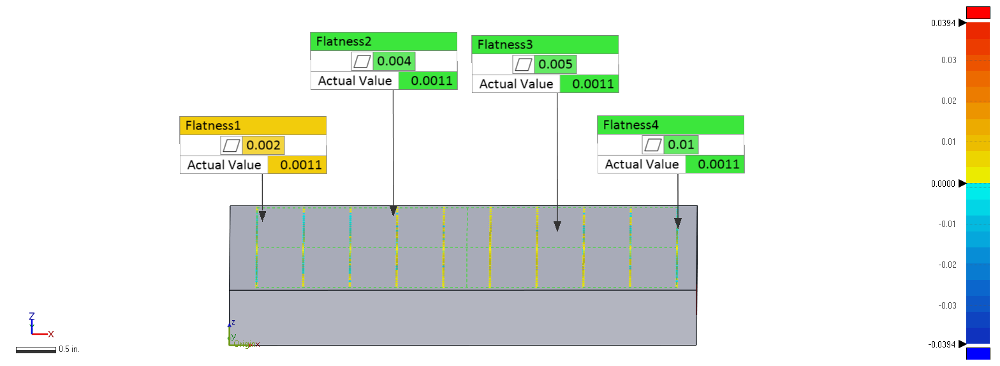 Flatness2
0.004
Actual Value 0.0011
Flatness3
0.005
Actual Value 0.0011
Flatness1
0.002
Actual Value 0.0011
Flatness4
0.01
Actual Value 0.0011
0.0394
0.03
0.02
0.01
0.0000
-0.01
-0.02
-0.03
-0.0394
Z
Y
X
0.5 in.
z
y
Origin x